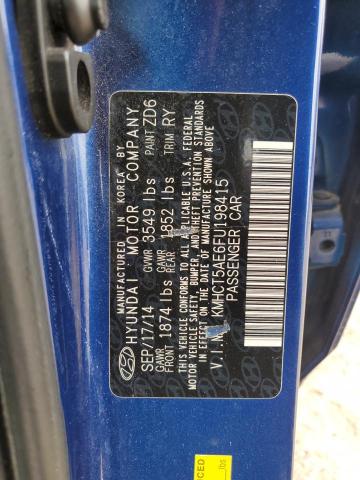 MANUFACTURED IN KOREA BY
HYUNDAI MOTOR COMPANY
SEP/17/14 GVWR 3549 lbs PAINT ZD6
GAWR FRONT 1874 lbs GAWR REAR 1852 lbs TRIM RY
THIS VEHICLE CONFORMS TO ALL APPLICABLE U.S.A. FEDERAL
MOTOR VEHICLE SAFETY, BUMPER, AND THEFT PREVENTION STANDARDS
IN EFFECT ON THE DATE OF MANUFACTURE SHOWN ABOVE
V.I.N. KMHCT5AE6FU198415
PASSENGER CAR
CED
lbs